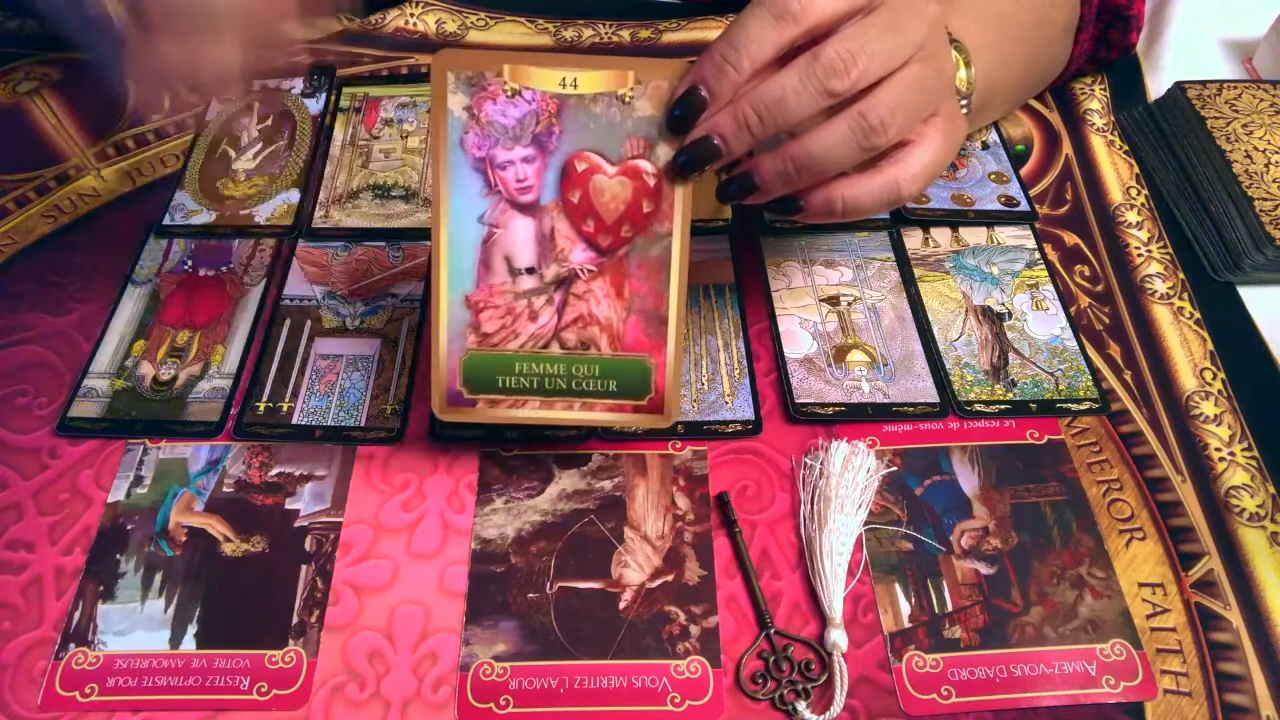 44
FEMME QUI
TIENT UN CŒUR
SUN
JUD
Le respect de vous-même
EMPEROR
FAITH
RESTEZ OPTIMISTE POUR
VOTRE VIE AMOUREUSE
VOUS MÉRITEZ L'AMOUR
AIMEZ-VOUS D'ABORD